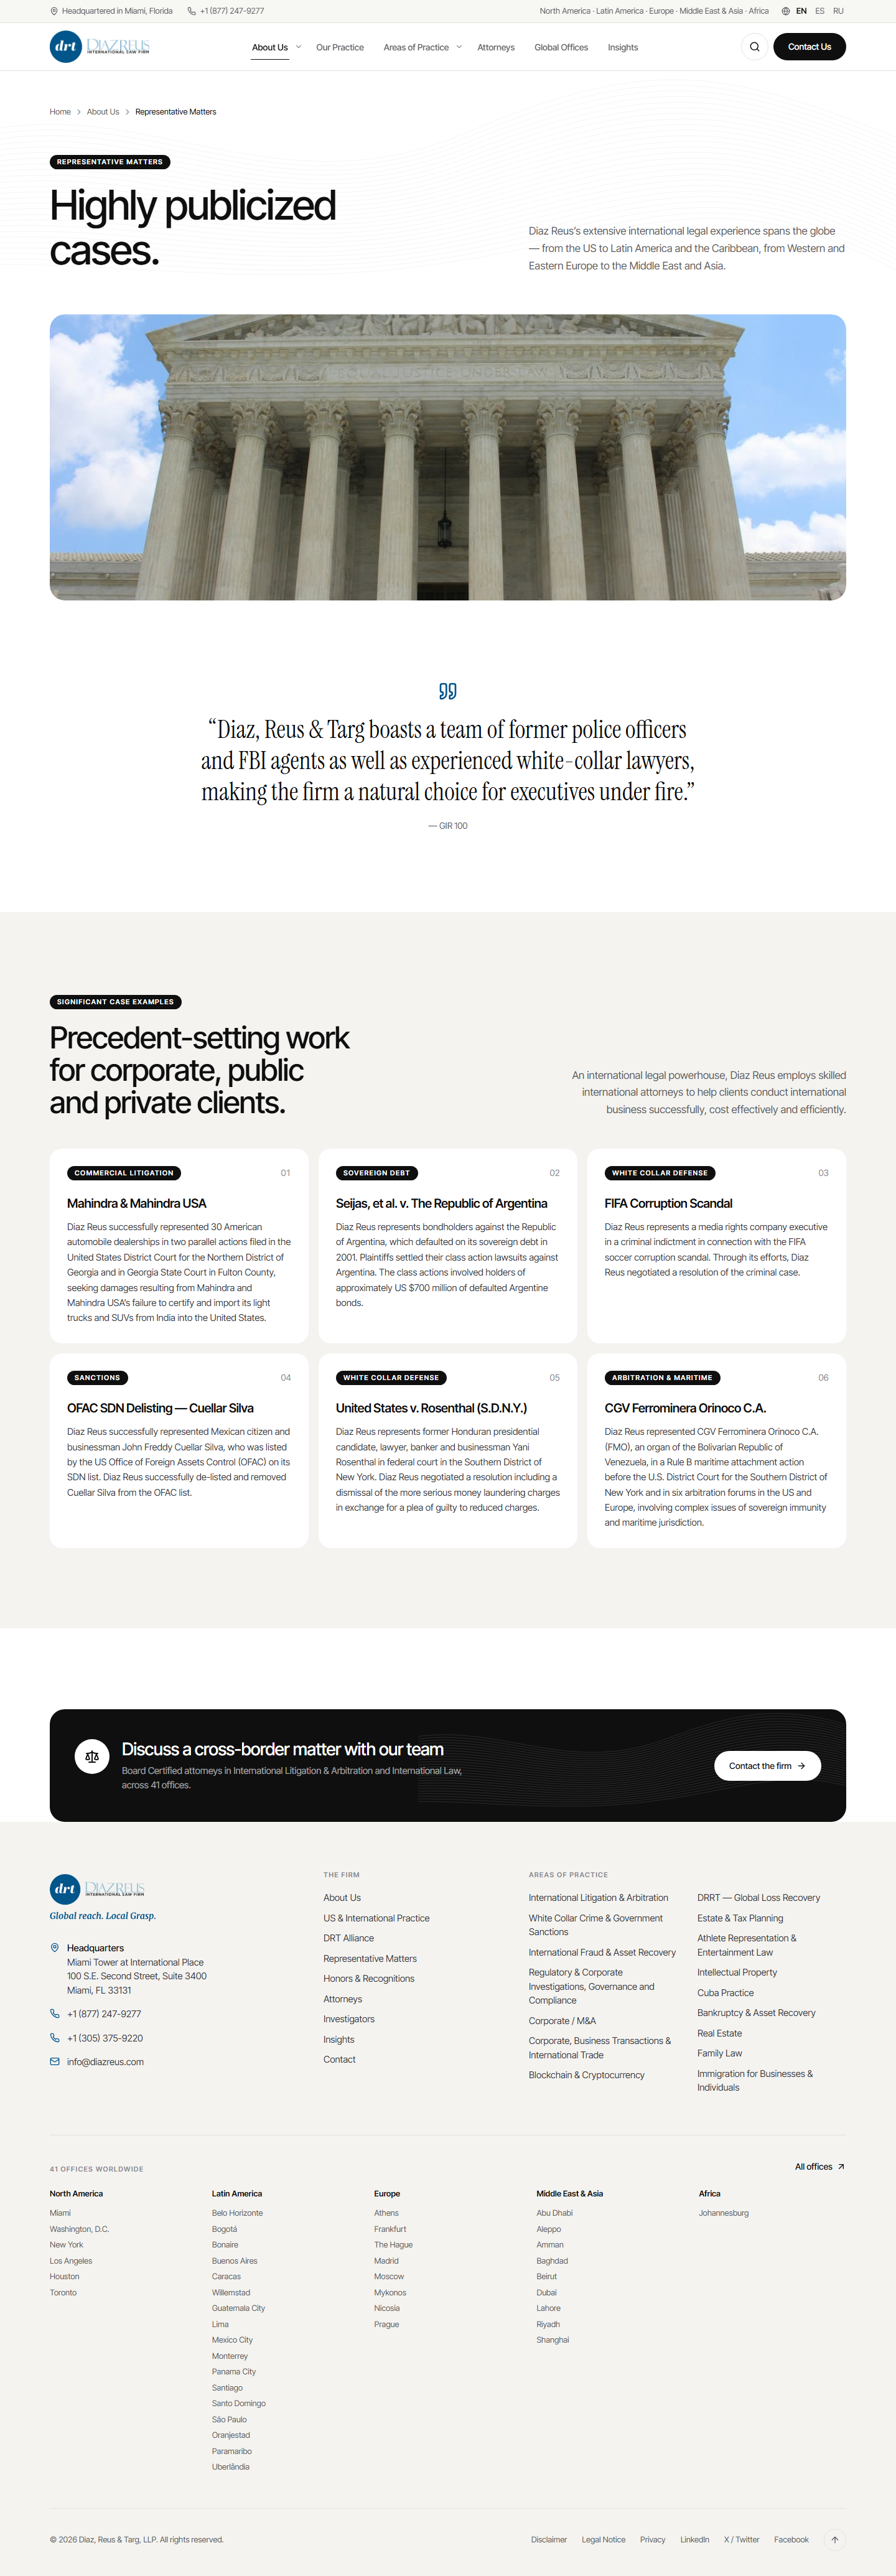 Headquartered in Miami, Florida
+1 (877) 247-9277
North America · Latin America · Europe · Middle East & Asia · Africa
EN ES RU
drt DIAZREUS
INTERNATIONAL LAW FIRM
About Us
Our Practice
Areas of Practice
Attorneys
Global Offices
Insights
Contact Us
Home > About Us > Representative Matters
REPRESENTATIVE MATTERS
Highly publicized
cases.
Diaz Reus's extensive international legal experience spans the globe
— from the US to Latin America and the Caribbean, from Western and
Eastern Europe to the Middle East and Asia.
EQUAL JUSTICE UNDER LAW
“Diaz, Reus & Targ boasts a team of former police officers
and FBI agents as well as experienced white-collar lawyers,
making the firm a natural choice for executives under fire.”
— GIR 100
SIGNIFICANT CASE EXAMPLES
Precedent-setting work
for corporate, public
and private clients.
An international legal powerhouse, Diaz Reus employs skilled
international attorneys to help clients conduct international
business successfully, cost effectively and efficiently.
COMMERCIAL LITIGATION
01
Mahindra & Mahindra USA
Diaz Reus successfully represented 30 American
automobile dealerships in two parallel actions filed in the
United States District Court for the Northern District of
Georgia and in Georgia State Court in Fulton County,
seeking damages resulting from Mahindra and
Mahindra USA's failure to certify and import its light
trucks and SUVs from India into the United States.
SOVEREIGN DEBT
02
Seijas, et al. v. The Republic of Argentina
Diaz Reus represents bondholders against the Republic
of Argentina, which defaulted on its sovereign debt in
2001. Plaintiffs settled their class action lawsuits against
Argentina. The class actions involved holders of
approximately US $700 million of defaulted Argentine
bonds.
WHITE COLLAR DEFENSE
03
FIFA Corruption Scandal
Diaz Reus represents a media rights company executive
in a criminal indictment in connection with the FIFA
soccer corruption scandal. Through its efforts, Diaz
Reus negotiated a resolution of the criminal case.
SANCTIONS
04
OFAC SDN Delisting — Cuellar Silva
Diaz Reus successfully represented Mexican citizen and
businessman John Freddy Cuellar Silva, who was listed
by the US Office of Foreign Assets Control (OFAC) on its
SDN list. Diaz Reus successfully de-listed and removed
Cuellar Silva from the OFAC list.
WHITE COLLAR DEFENSE
05
United States v. Rosenthal (S.D.N.Y.)
Diaz Reus represents former Honduran presidential
candidate, lawyer, banker and businessman Yani
Rosenthal in federal court in the Southern District of
New York. Diaz Reus negotiated a resolution including a
dismissal of the more serious money laundering charges
in exchange for a plea of guilty to reduced charges.
ARBITRATION & MARITIME
06
CGV Ferrominera Orinoco C.A.
Diaz Reus represented CGV Ferrominera Orinoco C.A.
(FMO), an organ of the Bolivarian Republic of
Venezuela, in a Rule B maritime attachment action
before the U.S. District Court for the Southern District of
New York and in six arbitration forums in the US and
Europe, involving complex issues of sovereign immunity
and maritime jurisdiction.
Discuss a cross-border matter with our team
Board Certified attorneys in International Litigation & Arbitration and International Law,
across 41 offices.
Contact the firm
drt DIAZREUS
INTERNATIONAL LAW FIRM
Global reach. Local Grasp.
Headquarters
Miami Tower at International Place
100 S.E. Second Street, Suite 3400
Miami, FL 33131
+1 (877) 247-9277
+1 (305) 375-9220
info@diazreus.com
THE FIRM
About Us
US & International Practice
DRT Alliance
Representative Matters
Honors & Recognitions
Attorneys
Investigators
Insights
Contact
AREAS OF PRACTICE
International Litigation & Arbitration
White Collar Crime & Government
Sanctions
International Fraud & Asset Recovery
Regulatory & Corporate
Investigations, Governance and
Compliance
Corporate / M&A
Corporate, Business Transactions &
International Trade
Blockchain & Cryptocurrency
DRRT — Global Loss Recovery
Estate & Tax Planning
Athlete Representation &
Entertainment Law
Intellectual Property
Cuba Practice
Bankruptcy & Asset Recovery
Real Estate
Family Law
Immigration for Businesses &
Individuals
41 OFFICES WORLDWIDE
All offices
North America
Miami
Washington, D.C.
New York
Los Angeles
Houston
Toronto
Latin America
Belo Horizonte
Bogotá
Bonaire
Buenos Aires
Caracas
Willemstad
Guatemala City
Lima
Mexico City
Monterrey
Panama City
Santiago
Santo Domingo
São Paulo
Oranjestad
Paramaribo
Uberlândia
Europe
Athens
Frankfurt
The Hague
Madrid
Moscow
Mykonos
Nicosia
Prague
Middle East & Asia
Abu Dhabi
Aleppo
Amman
Baghdad
Beirut
Dubai
Lahore
Riyadh
Shanghai
Africa
Johannesburg
© 2026 Diaz, Reus & Targ, LLP. All rights reserved.
Disclaimer
Legal Notice
Privacy
LinkedIn
X / Twitter
Facebook